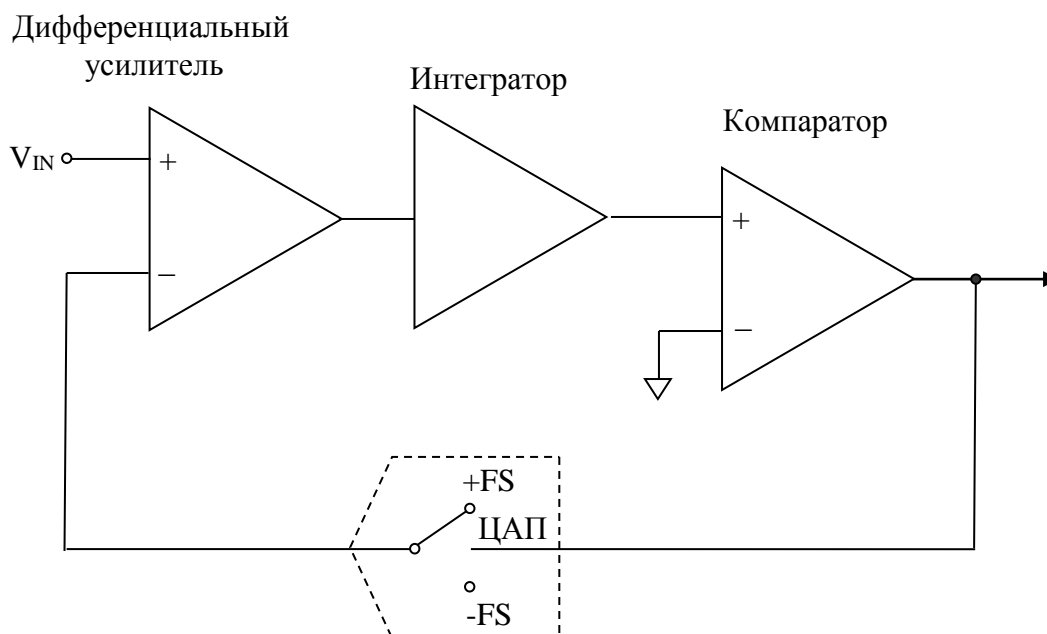 Дифференциальный
усилитель
Интегратор
Компаратор
VIN
+
−
+
−
+FS
ЦАП
-FS